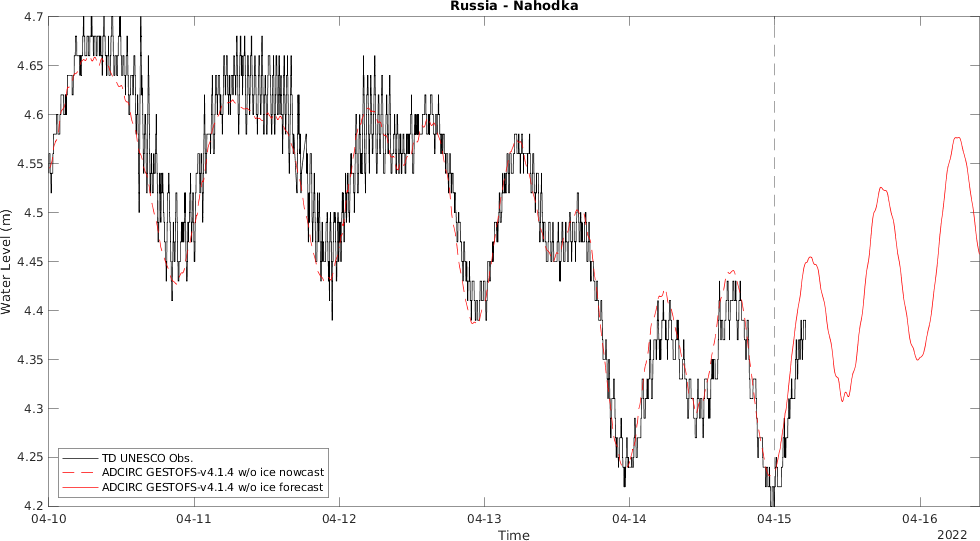 Russia - Nahodka
4.7
4.65
4.6
4.55
4.5
4.45
4.4
4.35
4.3
4.25
4.2
Water Level (m)
TD UNESCO Obs.
ADCIRC GESTOFS-v4.1.4 w/o ice nowcast
ADCIRC GESTOFS-v4.1.4 w/o ice forecast
04-10 04-11 04-12 04-13 04-14 04-15 04-16
Time
2022